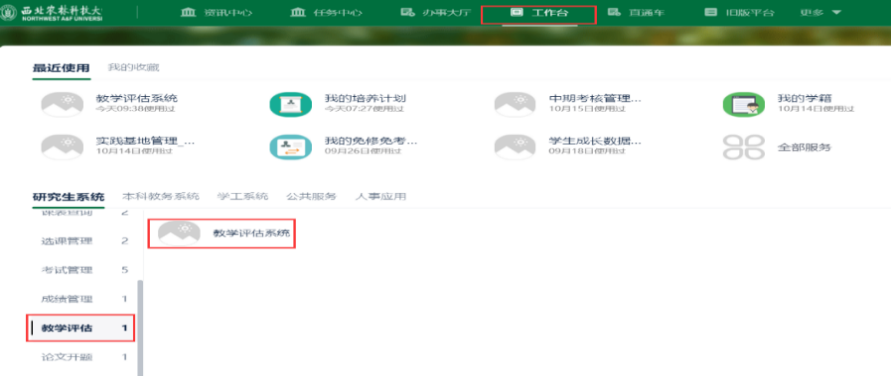 西北农林科技大
NORTHWEST A&F UNIVERSI
资讯中心 任务中心 办事大厅 工作台 直通车 旧版平台 更多
最近使用 我的收藏
教学评估系统 我的培养计划 中期考核管理... 我的学籍
今天09:38使用过 今天07:27使用过 10月15日使用过 10月14日使用过
实践基地管理_... 我的免修免考... 学生成长数据... 全部服务
10月14日使用过 09月26日使用过 09月18日使用过
研究生系统 本科教务系统 学工系统 公共服务 人事应用
课表查询 2
教学评估系统
选课管理 2
考试管理 5
成绩管理 1
教学评估 1
论文开题 1